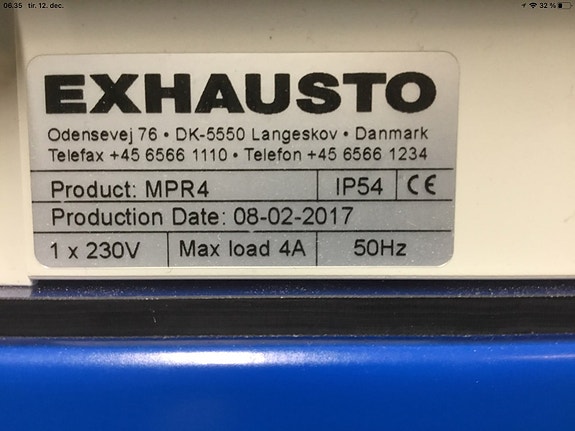 06.35 tir. 12. dec.
32 %
EXHAUSTO
Odensevej 76 • DK-5550 Langeskov • Danmark
Telefax +45 6566 1110 • Telefon +45 6566 1234
Product: MPR4 IP54 CE
Production Date: 08-02-2017
1 x 230V Max load 4A 50Hz